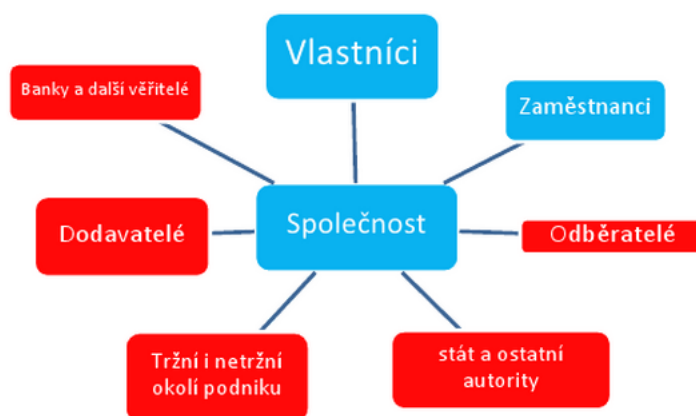 Vlastníci
Banky a další věřitelé
Zaměstnanci
Společnost
Dodavatelé
Odběratelé
Tržní i netržní
okolí podniku
stát a ostatní
autority